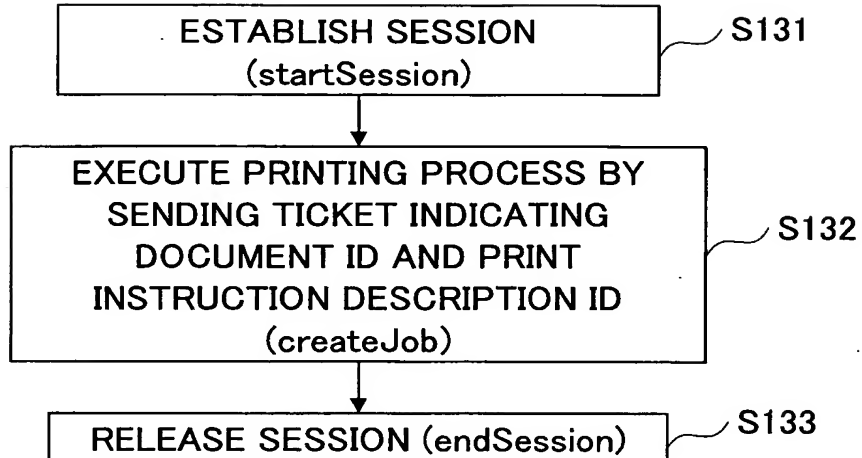 ESTABLISH SESSION
(startSession)
S131
EXECUTE PRINTING PROCESS BY
SENDING TICKET INDICATING
DOCUMENT ID AND PRINT
INSTRUCTION DESCRIPTION ID
(createJob)
S132
RELEASE SESSION (endSession)
S133